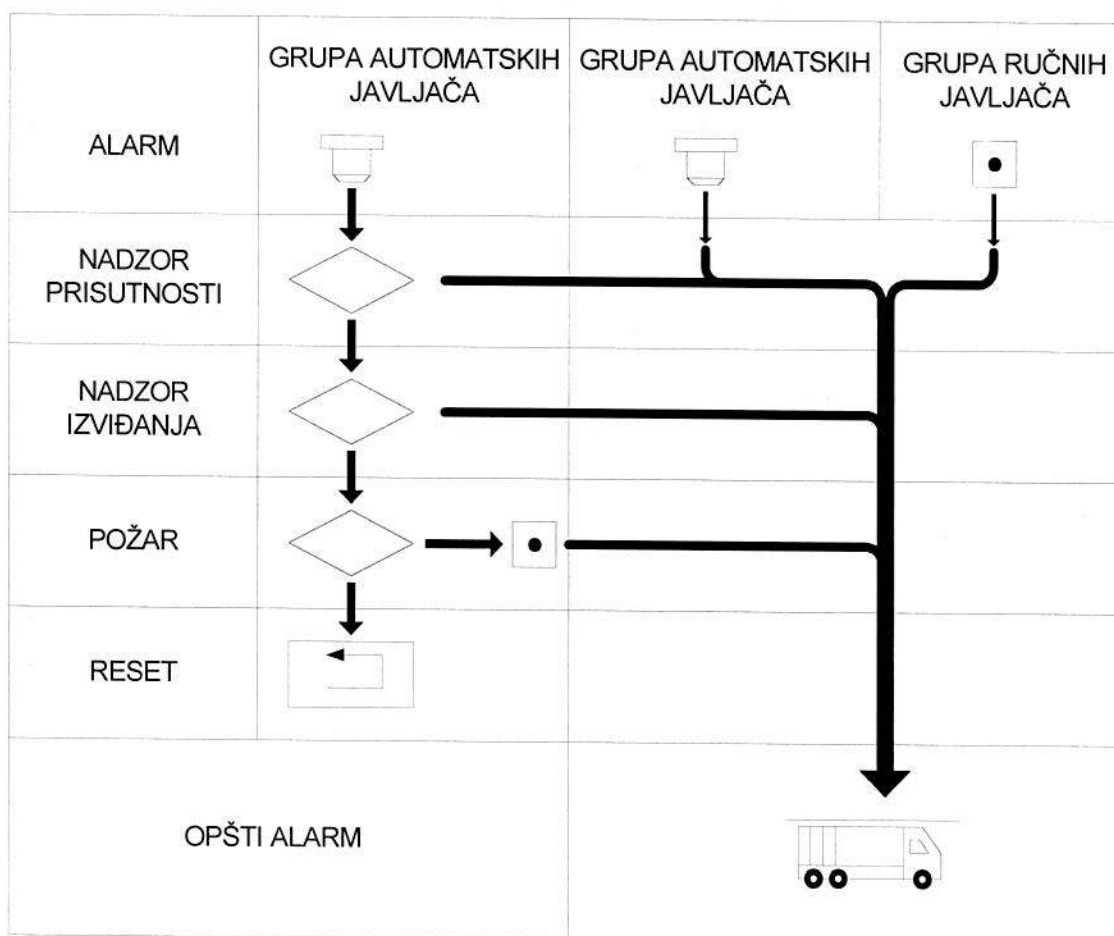 GRUPA AUTOMATSKIH
JAVLJAČA
GRUPA AUTOMATSKIH
JAVLJAČA
GRUPA RUČNIH
JAVLJAČA
ALARM
NADZOR
PRISUTNOSTI
NADZOR
IZVIĐANJA
POŽAR
RESET
OPŠTI ALARM